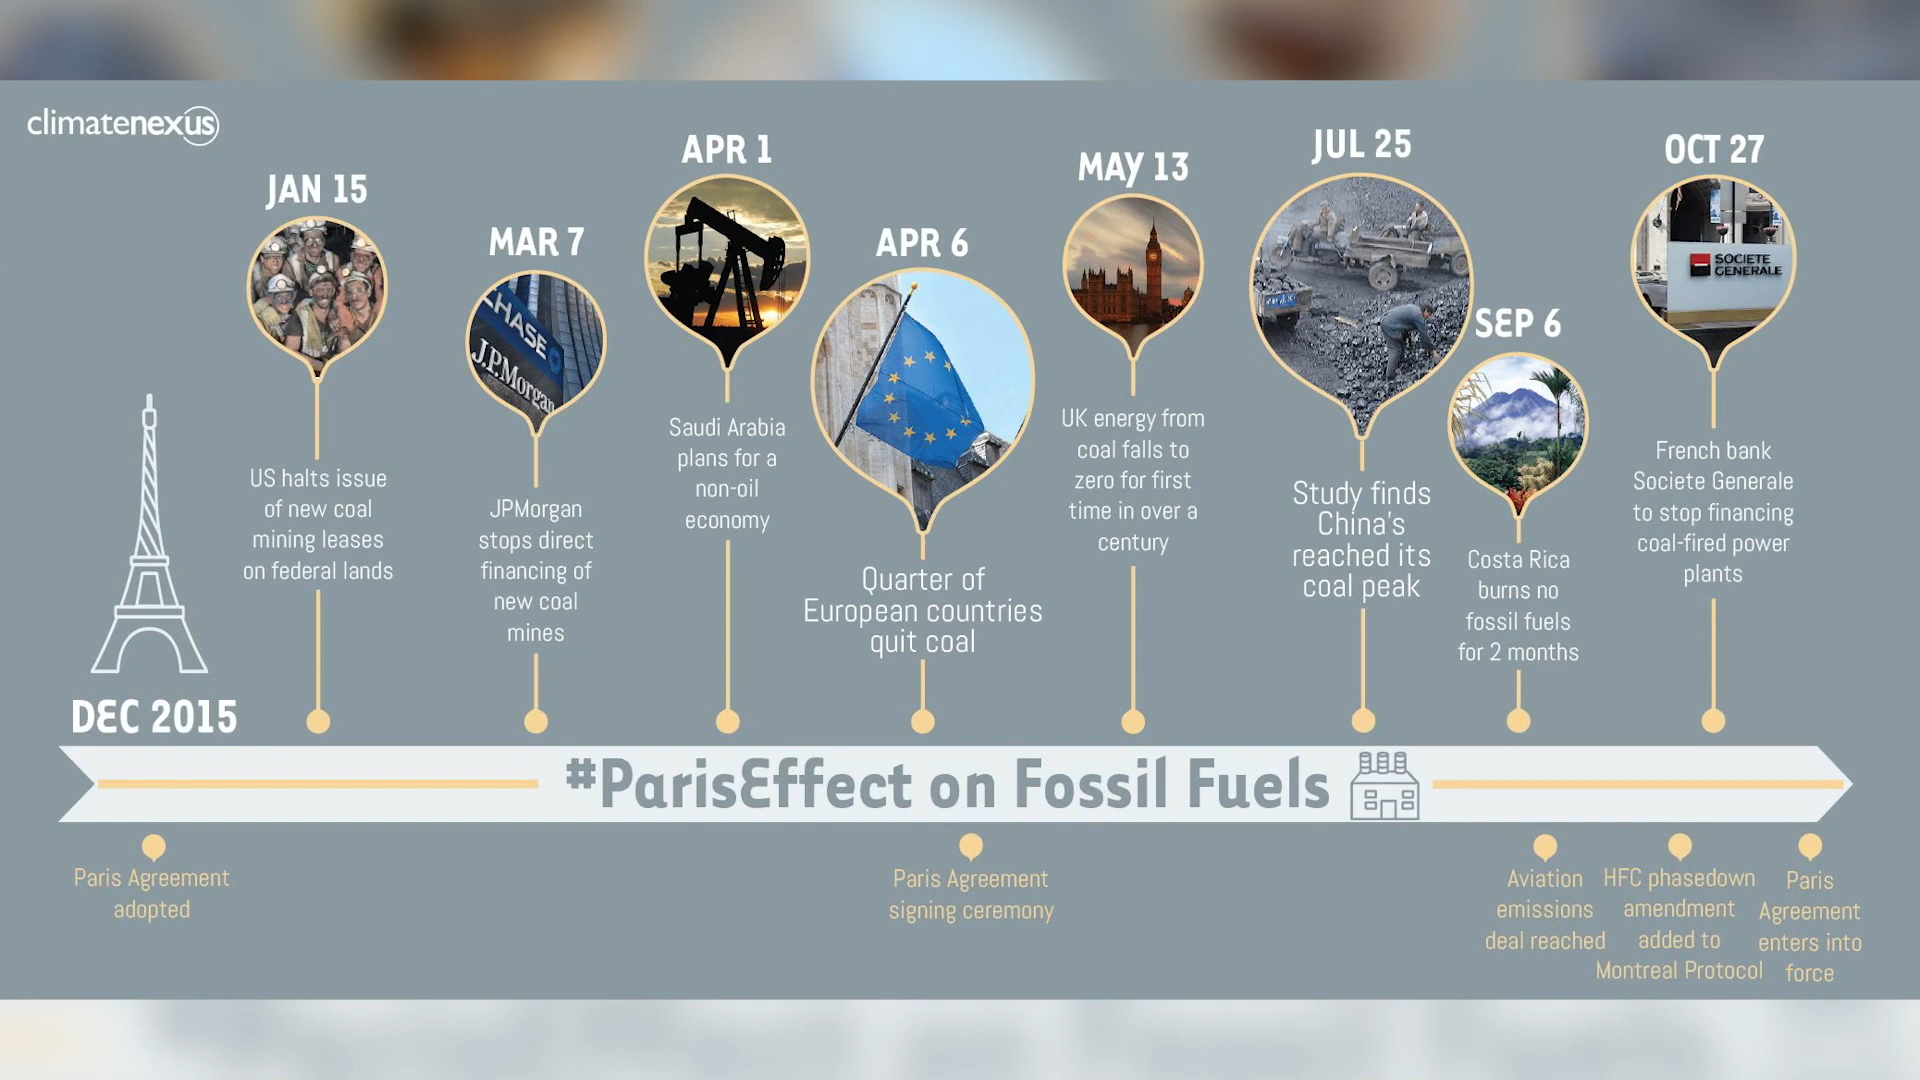 climatenexus
JAN 15
US halts issue
of new coal
mining leases
on federal lands
MAR 7
CHASE
J.P.Morgan
JPMorgan
stops direct
financing of
new coal
mines
APR 1
Saudi Arabia
plans for a
non-oil
economy
APR 6
Quarter of
European countries
quit coal
MAY 13
UK energy from
coal falls to
zero for first
time in over a
century
JUL 25
Study finds
China's
reached its
coal peak
SEP 6
Costa Rica
burns no
fossil fuels
for 2 months
OCT 27
SOCIETE
GENERALE
French bank
Societe Generale
to stop financing
coal-fired power
plants
DEC 2015
#ParisEffect on Fossil Fuels
Paris Agreement
adopted
Paris Agreement
signing ceremony
Aviation
emissions
deal reached
HFC phasedown
amendment
added to
Montreal Protocol
Paris
Agreement
enters into
force